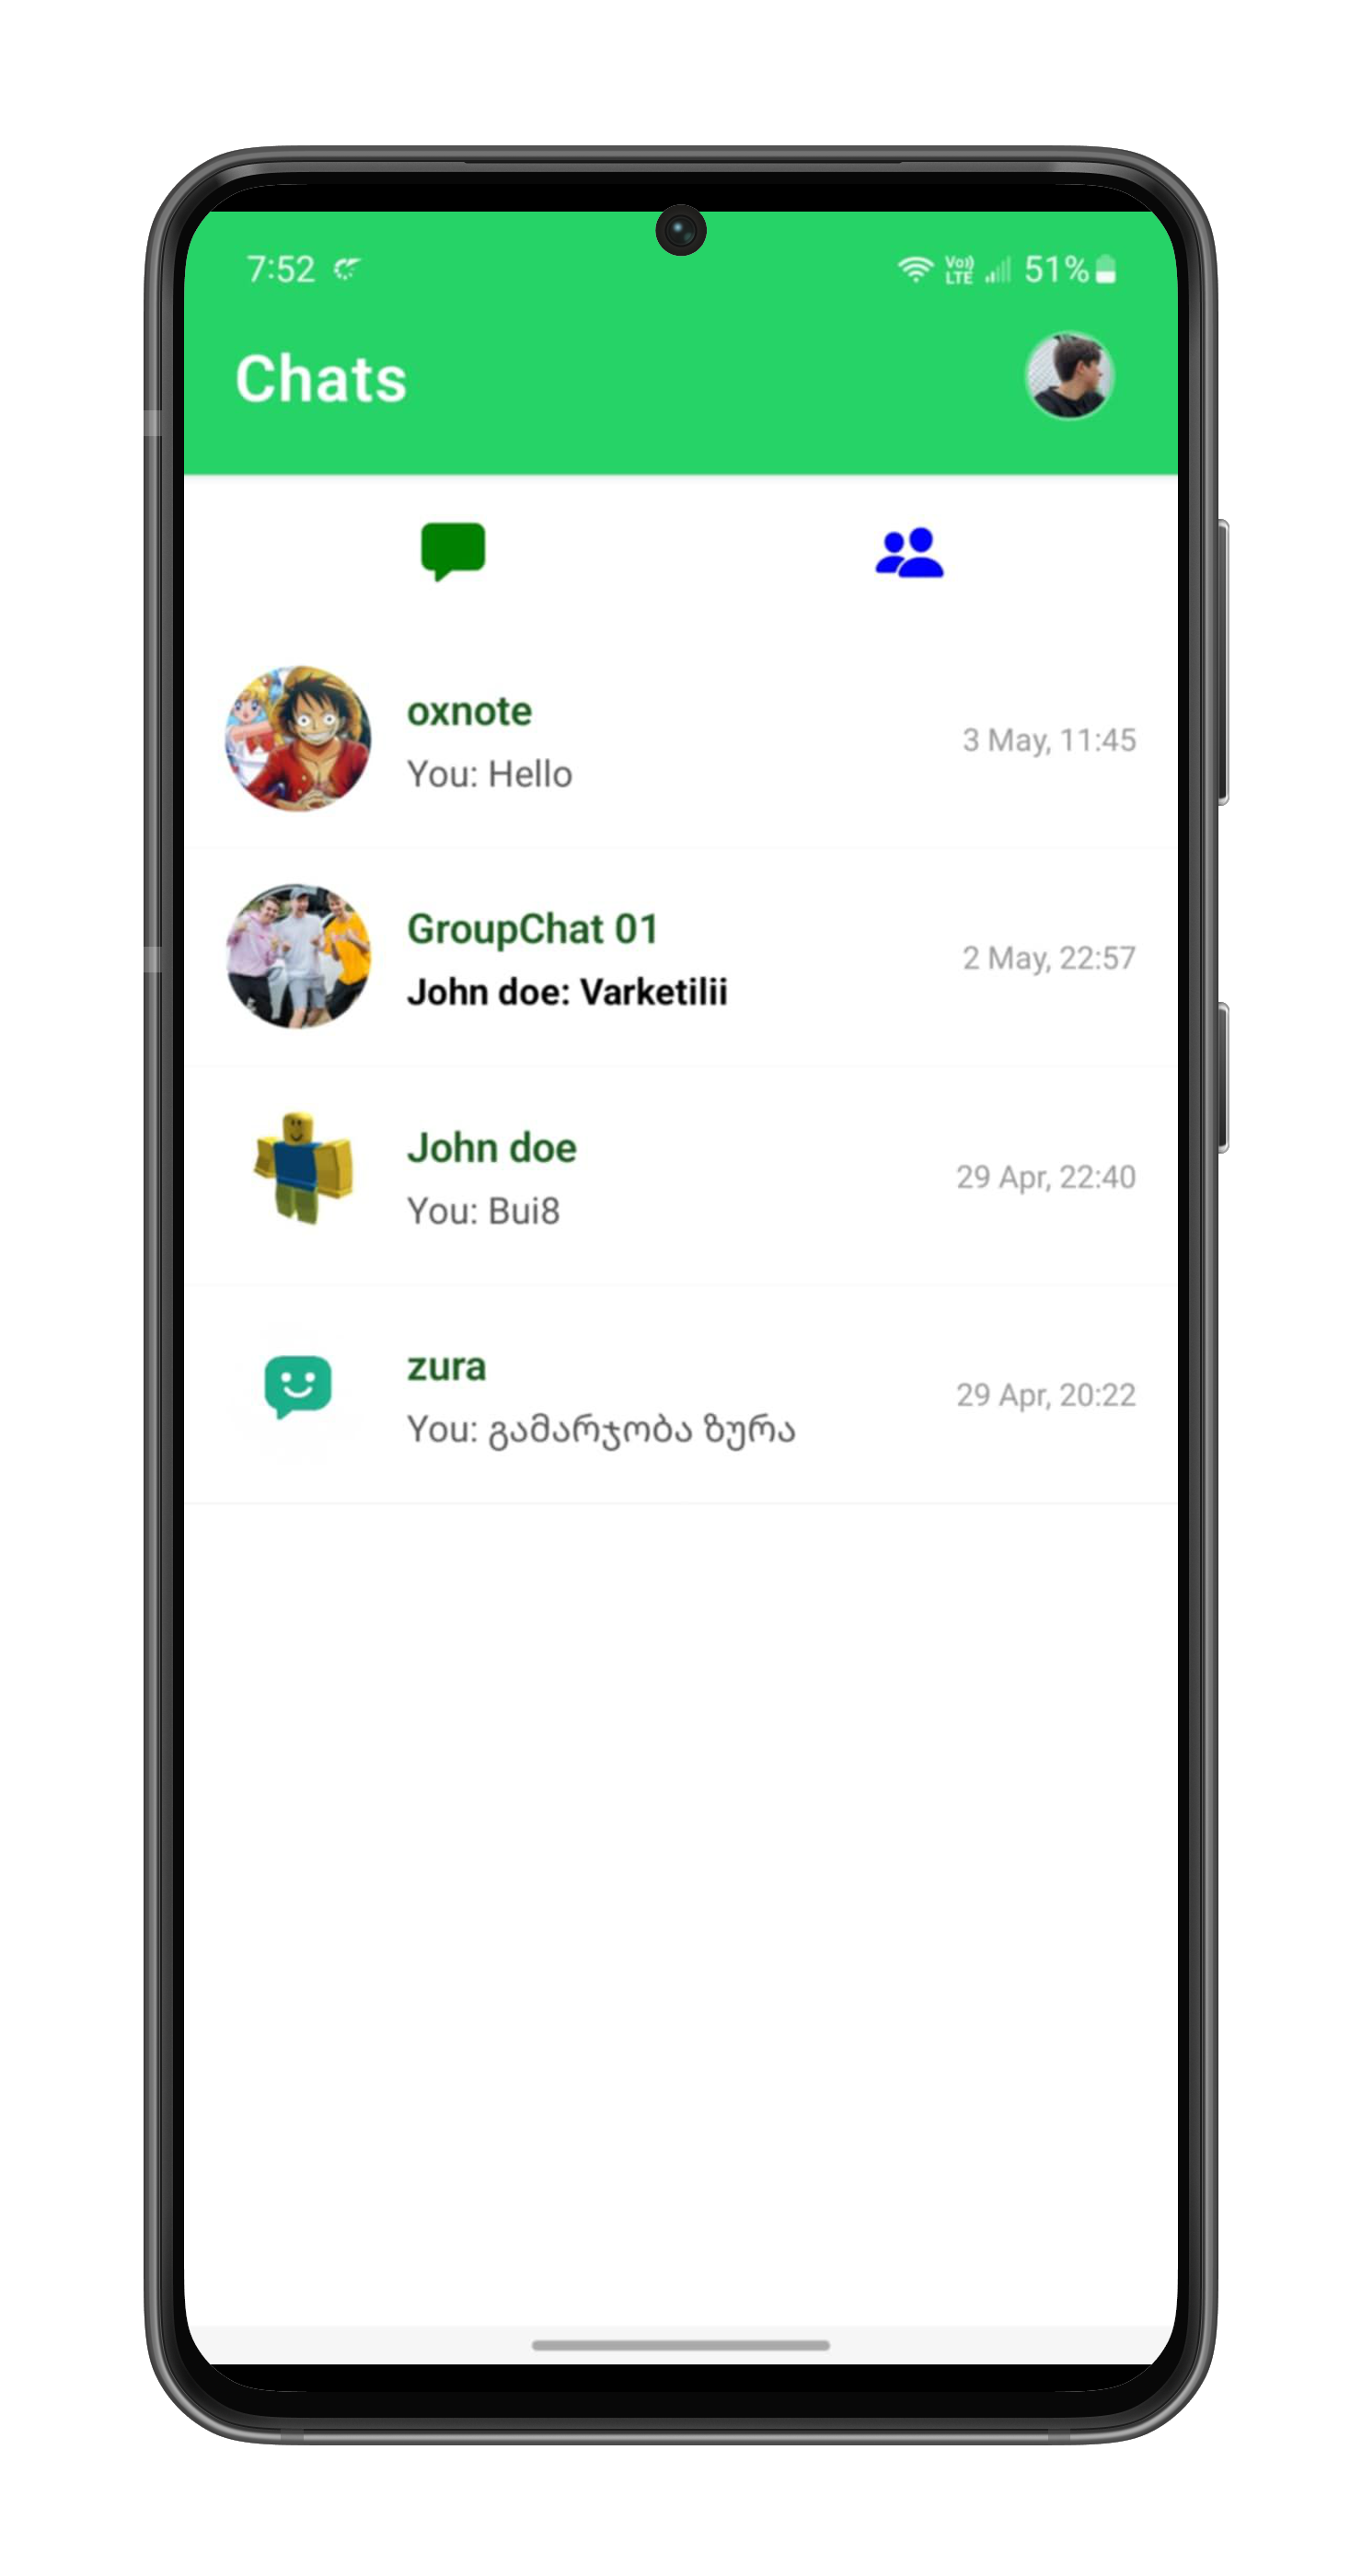 7:52
Vo)) LTE 51%
Chats
oxnote
You: Hello
3 May, 11:45
GroupChat 01
John doe: Varketilii
2 May, 22:57
John doe
You: Bui8
29 Apr, 22:40
zura
You: გამარჯობა ზურა
29 Apr, 20:22